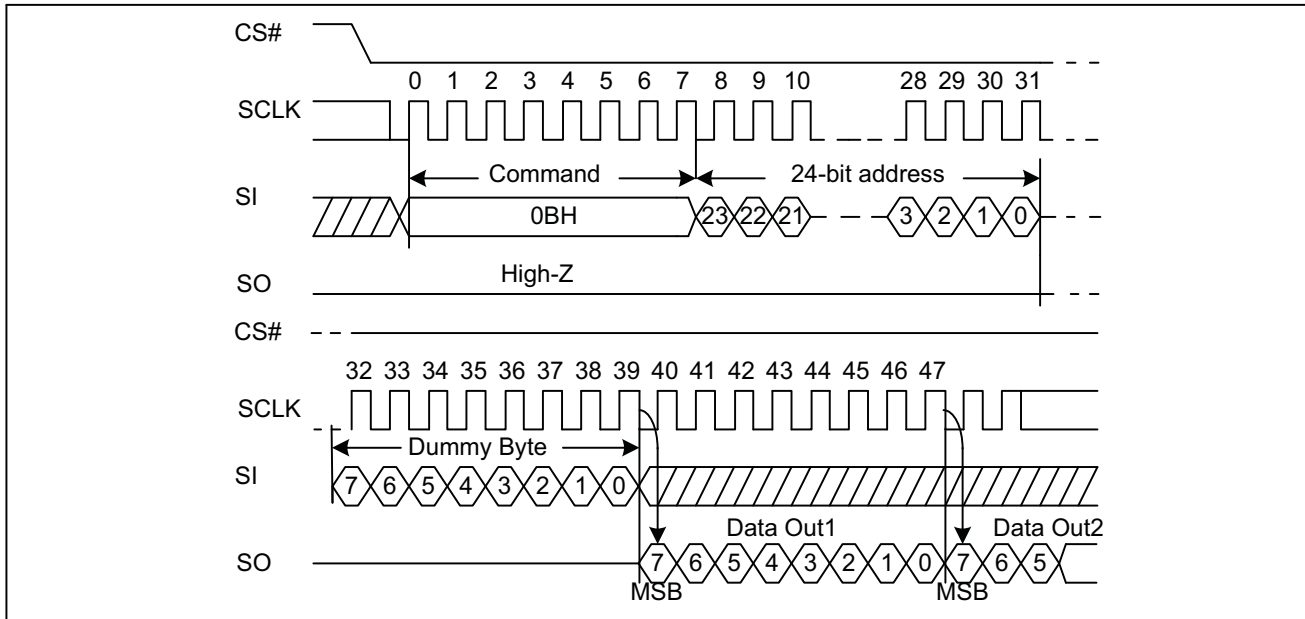 CS#
0 1 2 3 4 5 6 7 8 9 10 28 29 30 31
SCLK
Command 24-bit address
SI
0BH 23 22 21 3 2 1 0
High-Z
SO
CS#
32 33 34 35 36 37 38 39 40 41 42 43 44 45 46 47
SCLK
Dummy Byte
SI
7 6 5 4 3 2 1 0
Data Out1 Data Out2
SO
7 6 5 4 3 2 1 0 7 6 5
MSB MSB